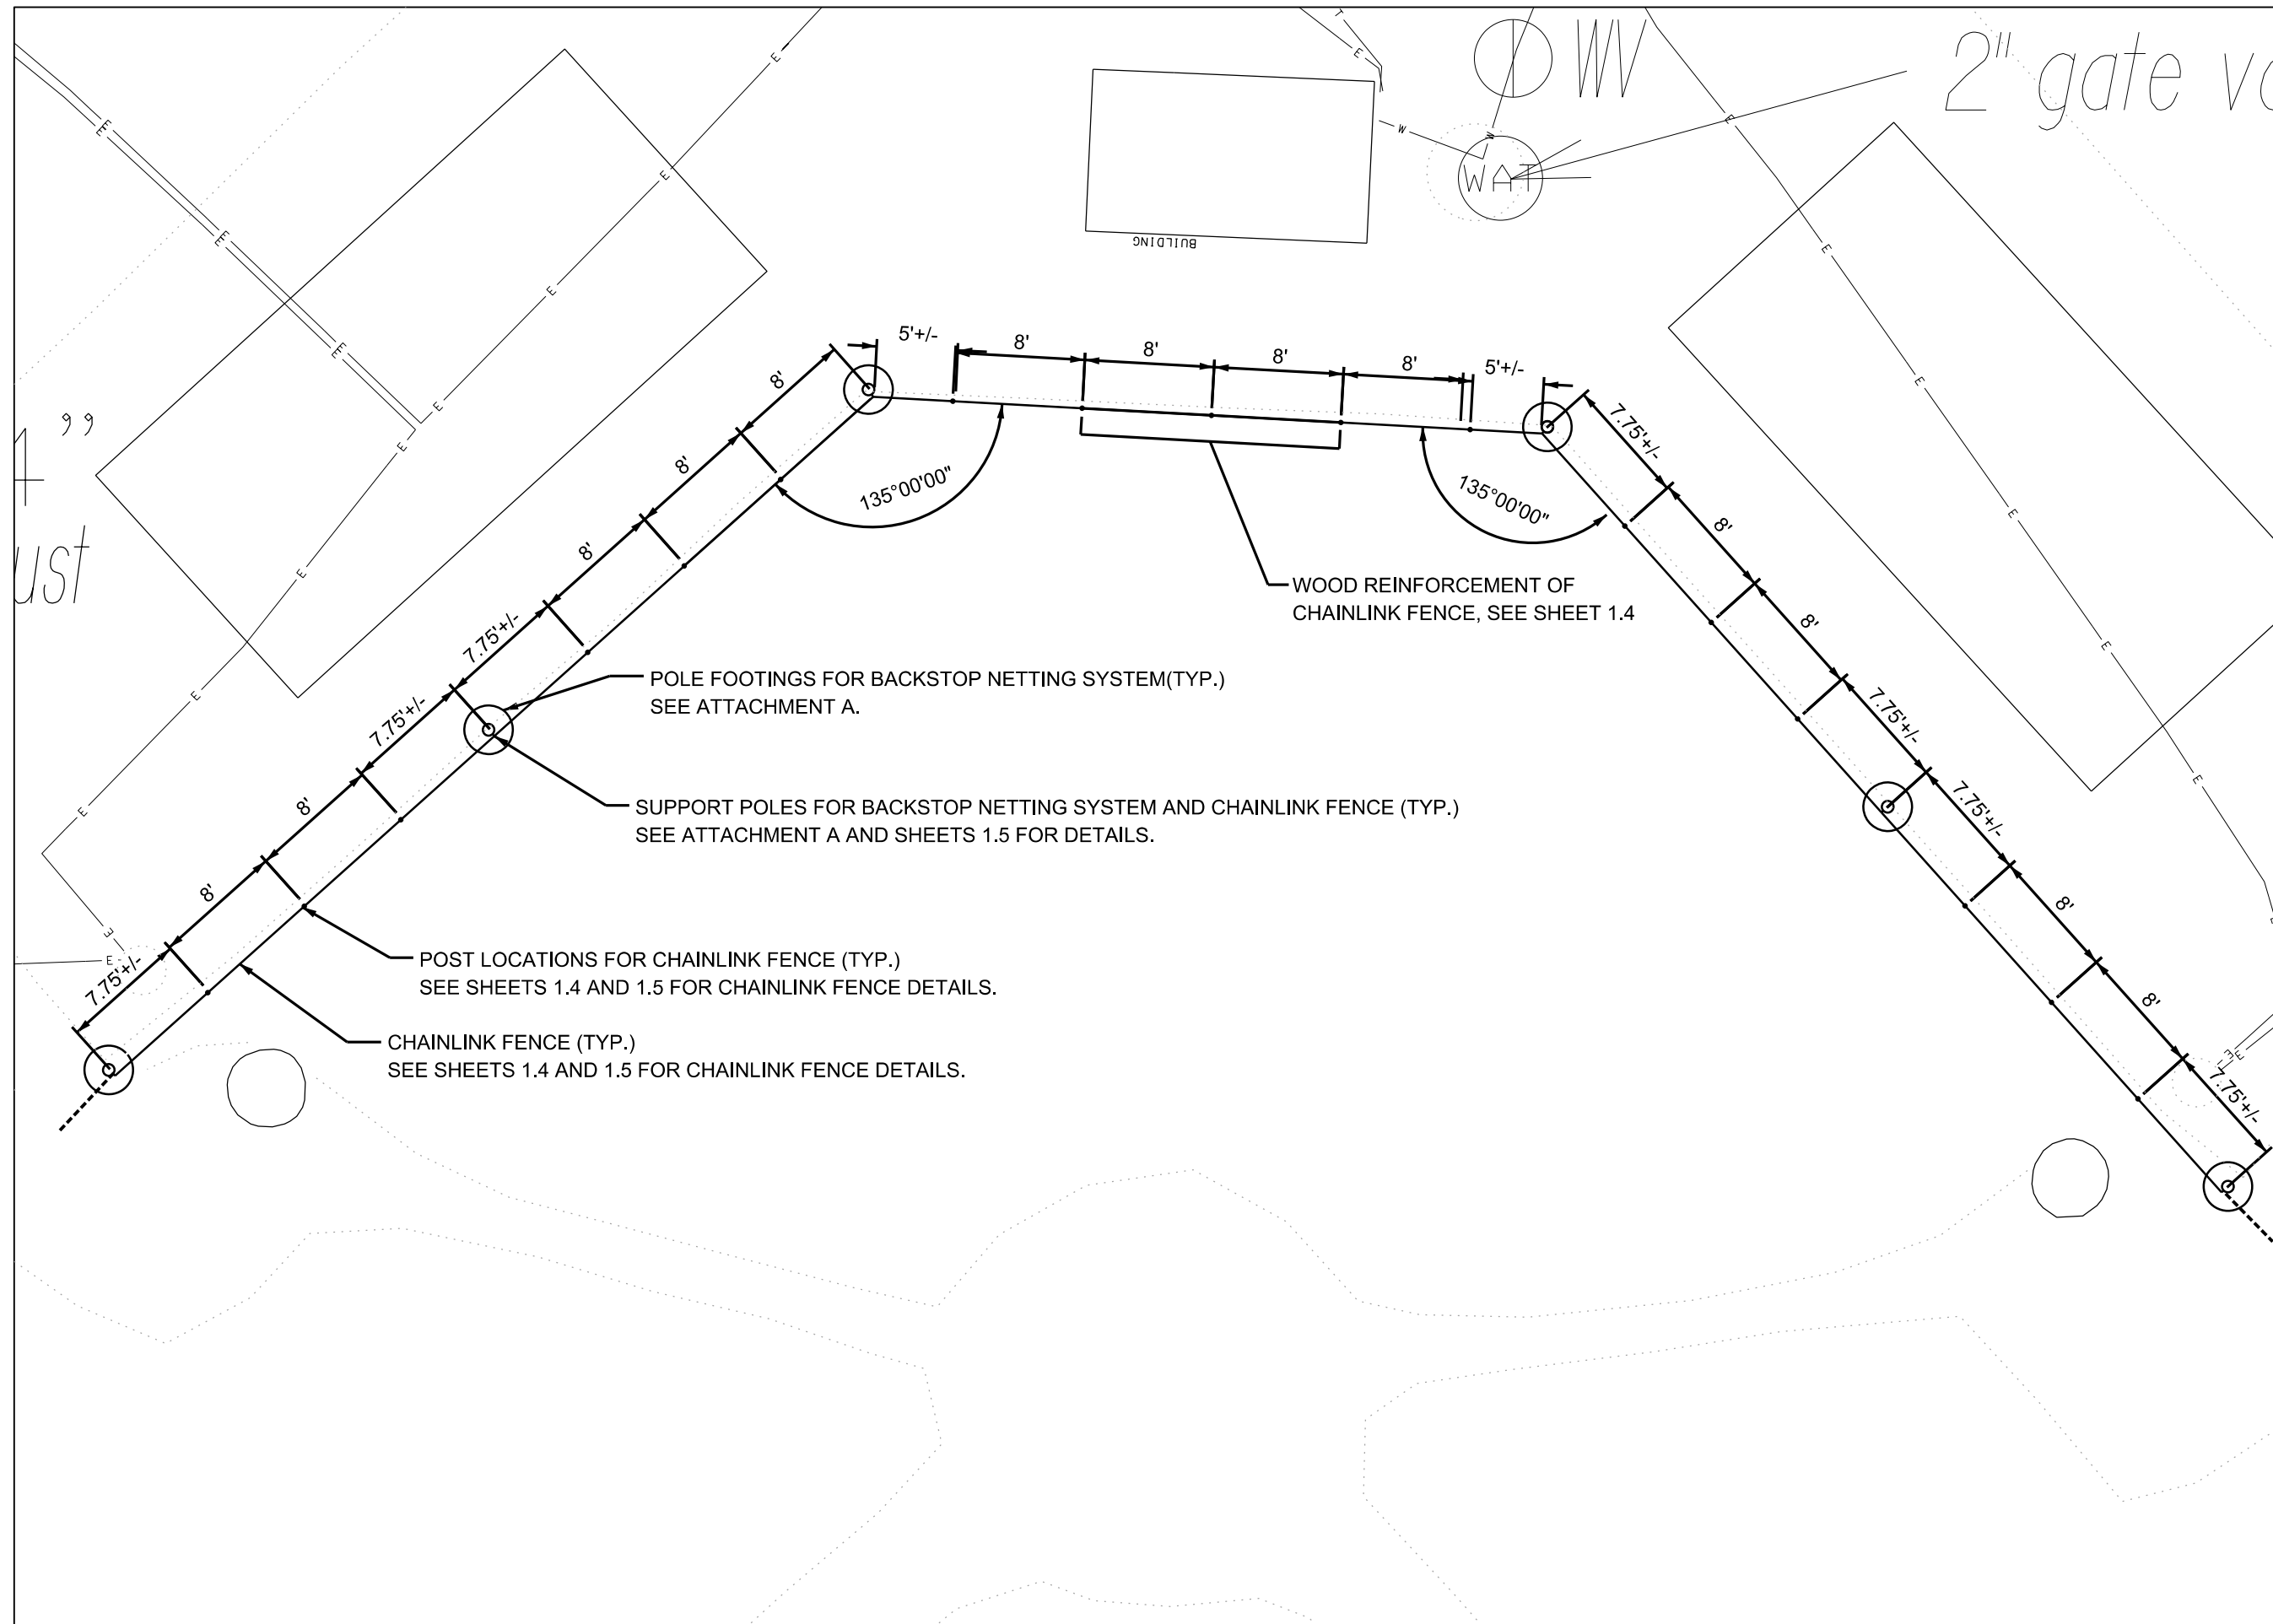 WV
2" gate
WAT
BUILDING
4"
ust
5'+/-
8'
8'
8'
8'
5'+/-
8'
8'
8'
7.75'+/-
7.75'+/-
8'
8'
7.75'+/-
7.75'+/-
8'
8'
7.75'+/-
7.75'+/-
8'
8'
7.75'+/-
135°00'00"
135°00'00"
WOOD REINFORCEMENT OF
CHAINLINK FENCE, SEE SHEET 1.4
POLE FOOTINGS FOR BACKSTOP NETTING SYSTEM(TYP.)
SEE ATTACHMENT A.
SUPPORT POLES FOR BACKSTOP NETTING SYSTEM AND CHAINLINK FENCE (TYP.)
SEE ATTACHMENT A AND SHEETS 1.5 FOR DETAILS.
POST LOCATIONS FOR CHAINLINK FENCE (TYP.)
SEE SHEETS 1.4 AND 1.5 FOR CHAINLINK FENCE DETAILS.
CHAINLINK FENCE (TYP.)
SEE SHEETS 1.4 AND 1.5 FOR CHAINLINK FENCE DETAILS.